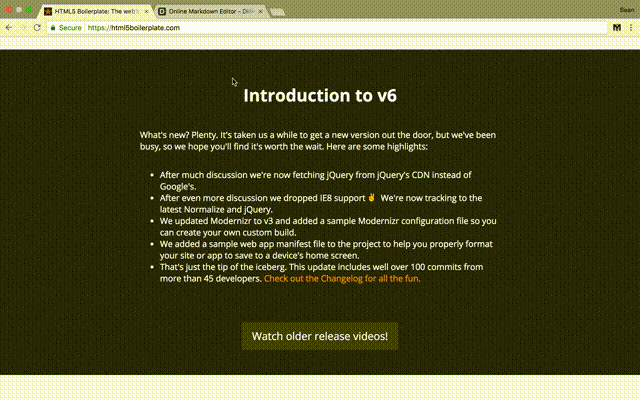 HTML5 Boilerplate: The web's
Online Markdown Editor - Dilli
Sean
Secure
https://html5boilerplate.com
Introduction to v6
What's new? Plenty. It's taken us a while to get a new version out the door, but we've been
busy, so we hope you'll find it's worth the wait. Here are some highlights:
After much discussion we're now fetching jQuery from jQuery's CDN instead of
Google's.
After even more discussion we dropped IE8 support ✌ We're now tracking to the
latest Normalize and jQuery.
We updated Modernizr to v3 and added a sample Modernizr configuration file so you
can create your own custom build.
We added a sample web app manifest file to the project to help you properly format
your site or app to save to a device's home screen.
That's just the tip of the iceberg. This update includes well over 100 commits from
more than 45 developers. Check out the Changelog for all the fun.
Watch older release videos!